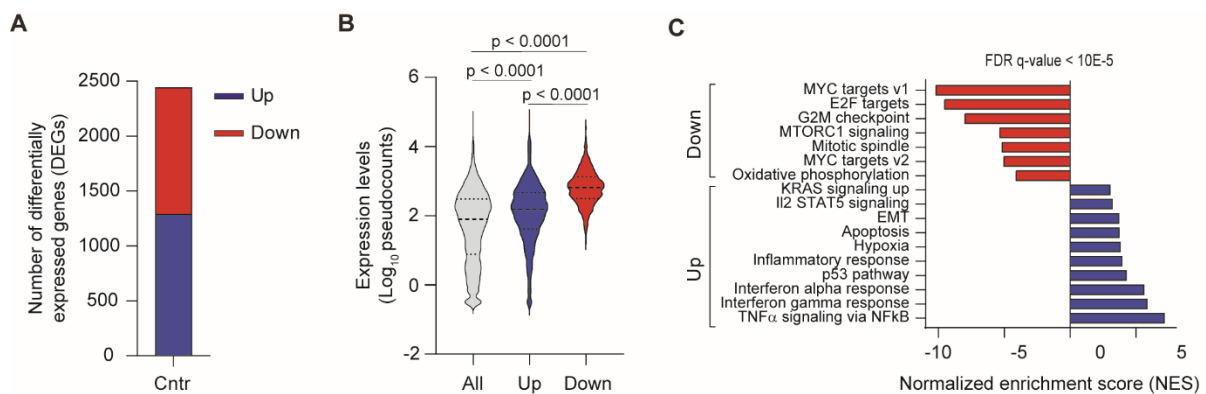 A
Number of differentially
expressed genes (DEGs)
2500
2000
1500
1000
500
0
Cntr
Up
Down
B
p < 0.0001
p < 0.0001
p < 0.0001
Expression levels
(Log10 pseudocounts)
6
4
2
0
-2
All
Up
Down
C
FDR q-value < 10E-5
Down
MYC targets v1
E2F targets
G2M checkpoint
MTORC1 signaling
Mitotic spindle
MYC targets v2
Oxidative phosphorylation
Up
KRAS signaling up
Il2 STAT5 signaling
EMT
Apoptosis
Hypoxia
Inflammatory response
p53 pathway
Interferon alpha response
Interferon gamma response
TNFα signaling via NFkB
-10
-5
0
5
Normalized enrichment score (NES)